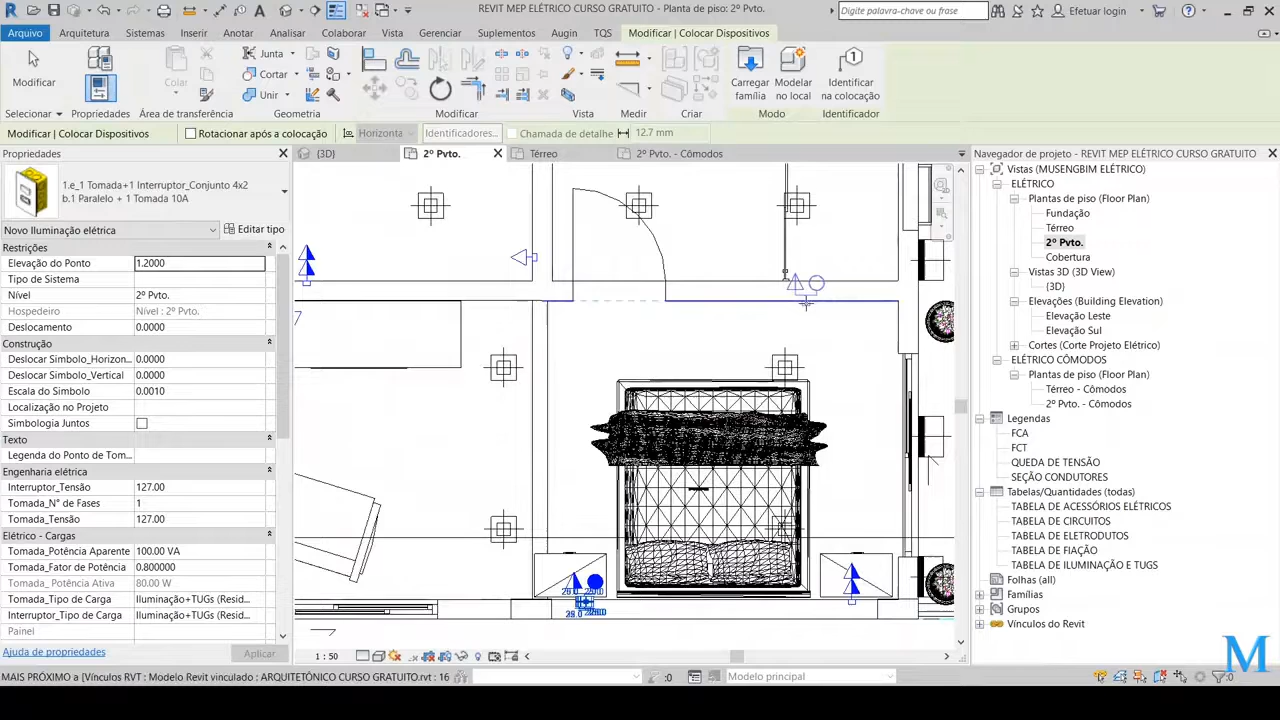 REVIT MEP ELÉTRICO CURSO GRATUITO - Planta de piso: 2º Pvto.
Digite palavra-chave ou frase
Efetuar login
Arquivo Arquitetura Sistemas Inserir Anotar Analisar Colaborar Vista Gerenciar Suplementos Augin TQS Modificar | Colocar Dispositivos
Modificar
Colar
Junta
Cortar
Unir
Carregar família
Modelar no local
Identificar na colocação
Selecionar Propriedades Área de transferência Geometria Modificar Vista Medir Criar Modo Identificador
Modificar | Colocar Dispositivos Rotacionar após a colocação Horizonta Identificadores... Chamada de detalhe 12.7 mm
Propriedades
(3D) 2º Pvto. Térreo 2º Pvto. - Cômodos
1.e_1 Tomada+1 Interruptor_Conjunto 4x2
b.1 Paralelo + 1 Tomada 10A
Novo Iluminação elétrica Editar tipo
Restrições
Elevação do Ponto 1.2000
Tipo de Sistema
Nível 2º Pvto.
Hospedeiro Nível : 2º Pvto.
Deslocamento 0.0000
Construção
Deslocar Simbolo_Horizon... 0.0000
Deslocar Simbolo_Vertical 0.0000
Escala do Simbolo 0.0010
Localização no Projeto
Simbologia Juntos
Texto
Legenda do Ponto de Tom...
Engenharia elétrica
Interruptor_Tensão 127.00
Tomada_N° de Fases 1
Tomada_Tensão 127.00
Elétrico - Cargas
Tomada_Potência Aparente 100.00 VA
Tomada_Fator de Potência 0.800000
Tomada_ Potência Ativa 80.00 W
Tomada_Tipo de Carga Iluminação+TUGs (Resid...
Interruptor_Tipo de Carga Iluminação+TUGs (Resid...
Painel
Ajuda de propriedades Aplicar
1 : 50
Navegador de projeto - REVIT MEP ELÉTRICO CURSO GRATUITO
Vistas (MUSENGBIM ELÉTRICO)
ELÉTRICO
Plantas de piso (Floor Plan)
Fundação
Térreo
2º Pvto.
Cobertura
Vistas 3D (3D View)
{3D}
Elevações (Building Elevation)
Elevação Leste
Elevação Sul
Cortes (Corte Projeto Elétrico)
ELÉTRICO CÔMODOS
Plantas de piso (Floor Plan)
Térreo - Cômodos
2º Pvto. - Cômodos
Legendas
FCA
FCT
QUEDA DE TENSÃO
SEÇÃO CONDUTORES
Tabelas/Quantidades (todas)
TABELA DE ACESSÓRIOS ELÉTRICOS
TABELA DE CIRCUITOS
TABELA DE ELETRODUTOS
TABELA DE FIAÇÃO
TABELA DE ILUMINAÇÃO E TUGS
Folhas (all)
Famílias
Grupos
Vínculos do Revit
M
MAIS PRÓXIMO a [Vínculos RVT : Modelo Revit vinculado : ARQUITETÔNICO CURSO GRATUITO.rvt : 16
:0
Modelo principal
:0